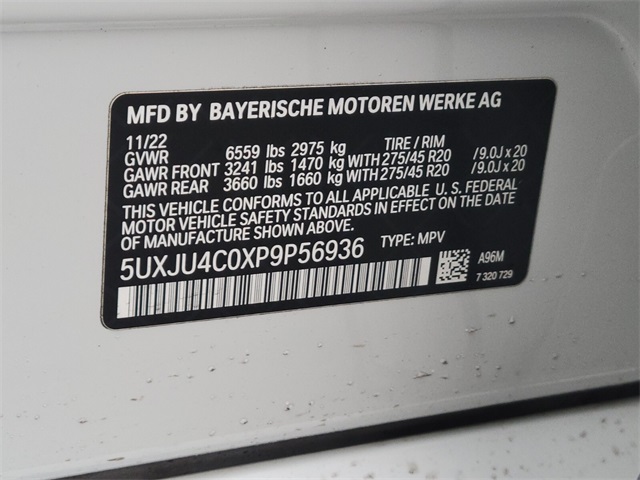 MFD BY BAYERISCHE MOTOREN WERKE AG
11/22
GVWR 6559 lbs 2975 kg TIRE / RIM
GAWR FRONT 3241 lbs 1470 kg WITH 275/45 R20 /9.0J x 20
GAWR REAR 3660 lbs 1660 kg WITH 275/45 R20 /9.0J x 20
THIS VEHICLE CONFORMS TO ALL APPLICABLE U. S. FEDERAL
MOTOR VEHICLE SAFETY STANDARDS IN EFFECT ON THE
DATE OF MANUFACTURE SHOWN ABOVE.
5UXJU4C0XP9P56936 TYPE: MPV
A96M
7 320 729